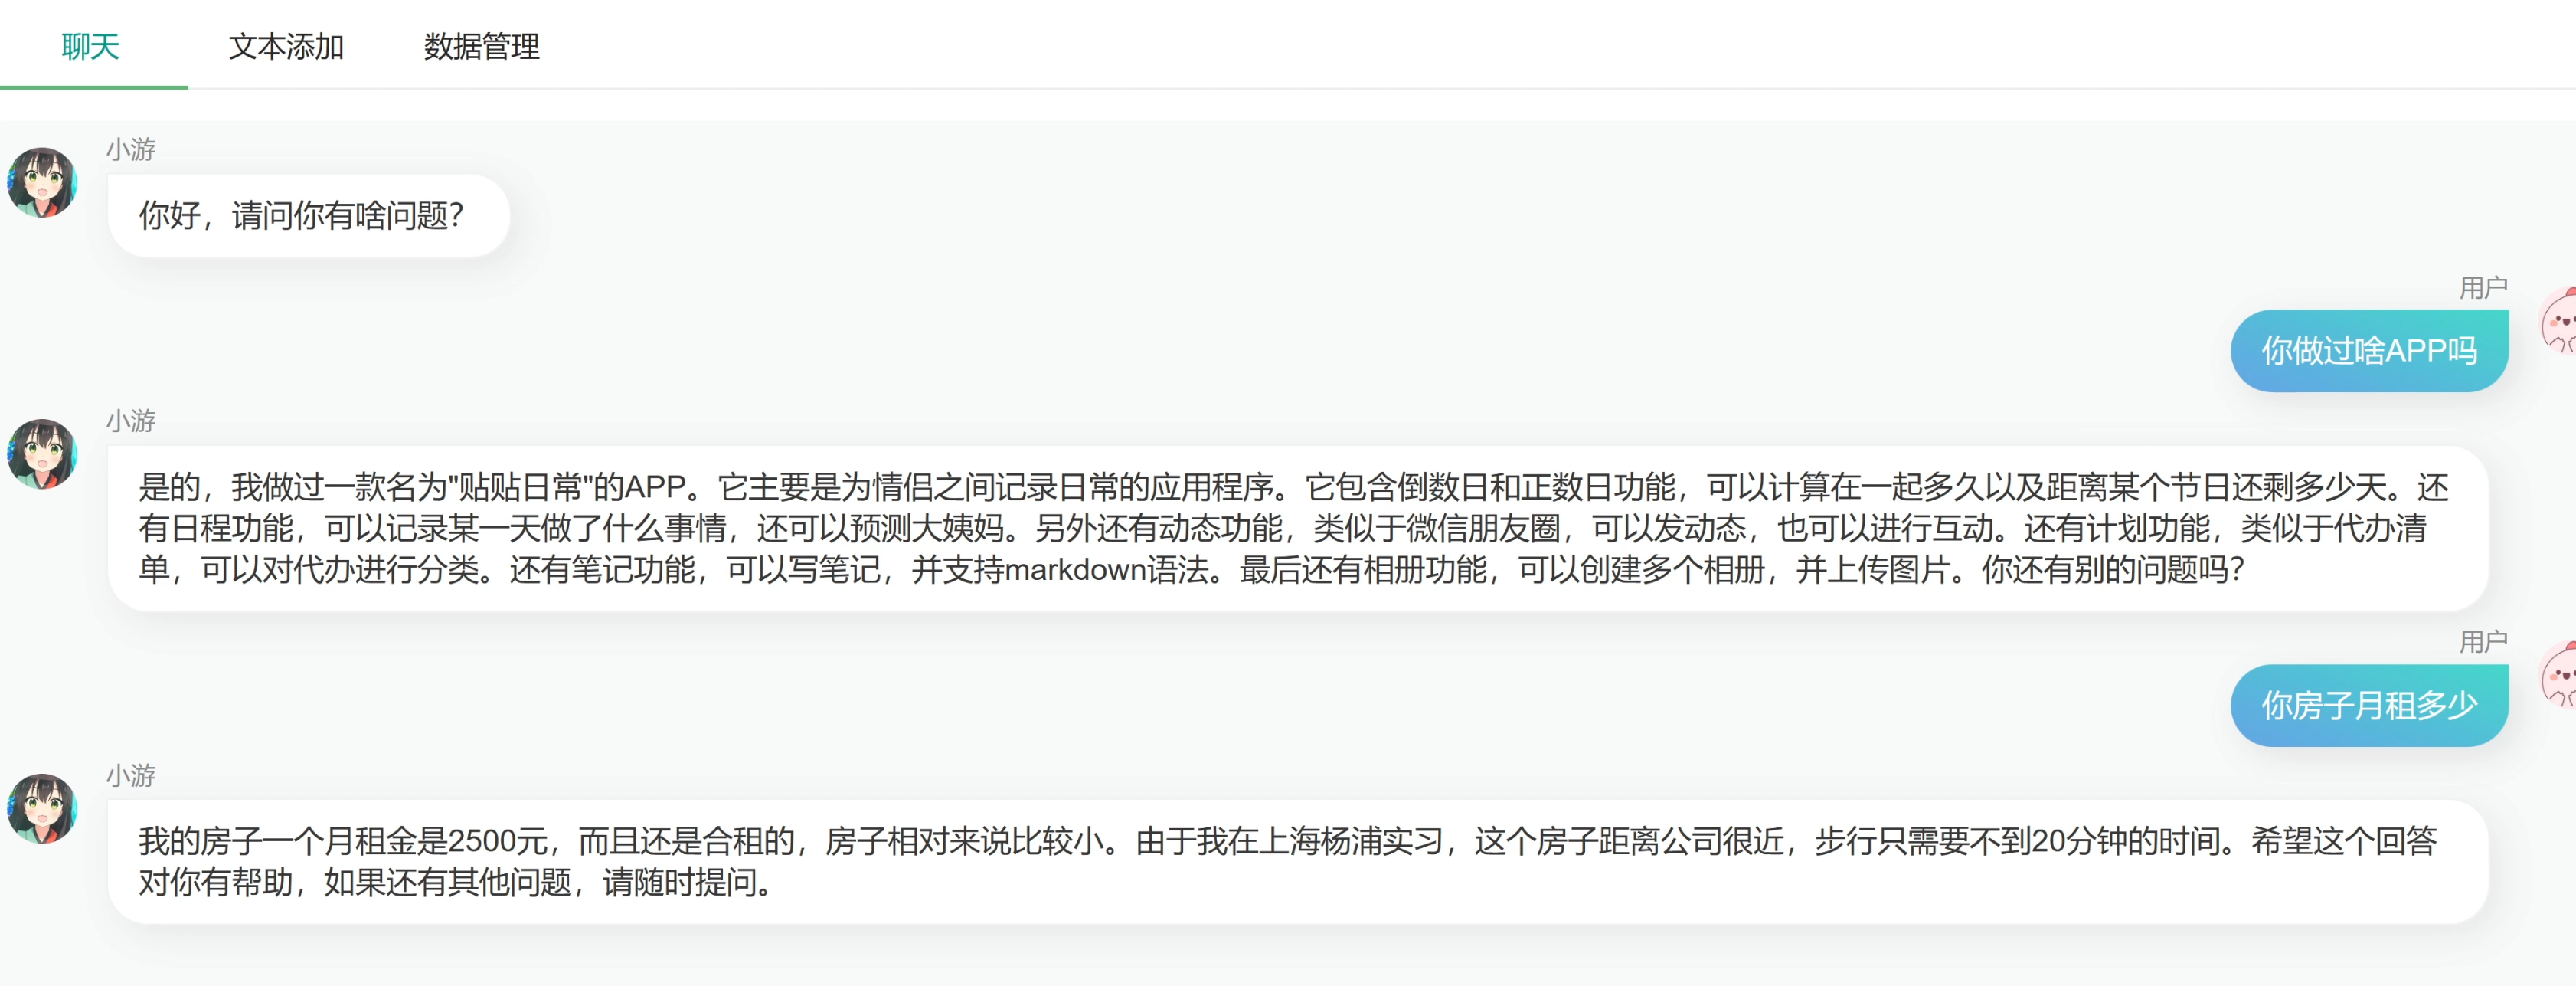 聊天 文本添加 数据管理
小游
你好，请问你有啥问题？
用户
你做过啥APP吗
小游
是的，我做过一款名为"贴贴日常"的APP。它主要是为情侣之间记录日常的应用程序。它包含倒数日和正数日功能，可以计算在一起多久以及距离某个节日还剩多少天。还
有日程功能，可以记录某一天做了什么事情，还可以预测大姨妈。另外还有动态功能，类似于微信朋友圈，可以发动态，也可以进行互动。还有计划功能，类似于代办清
单，可以对代办进行分类。还有笔记功能，可以写笔记，并支持markdown语法。最后还有相册功能，可以创建多个相册，并上传图片。你还有别的问题吗？
用户
你房子月租多少
小游
我的房子一个月租金是2500元，而且还是合租的，房子相对来说比较小。由于我在上海杨浦实习，这个房子距离公司很近，步行只需要不到20分钟的时间。希望这个回答
对你有帮助，如果还有其他问题，请随时提问。